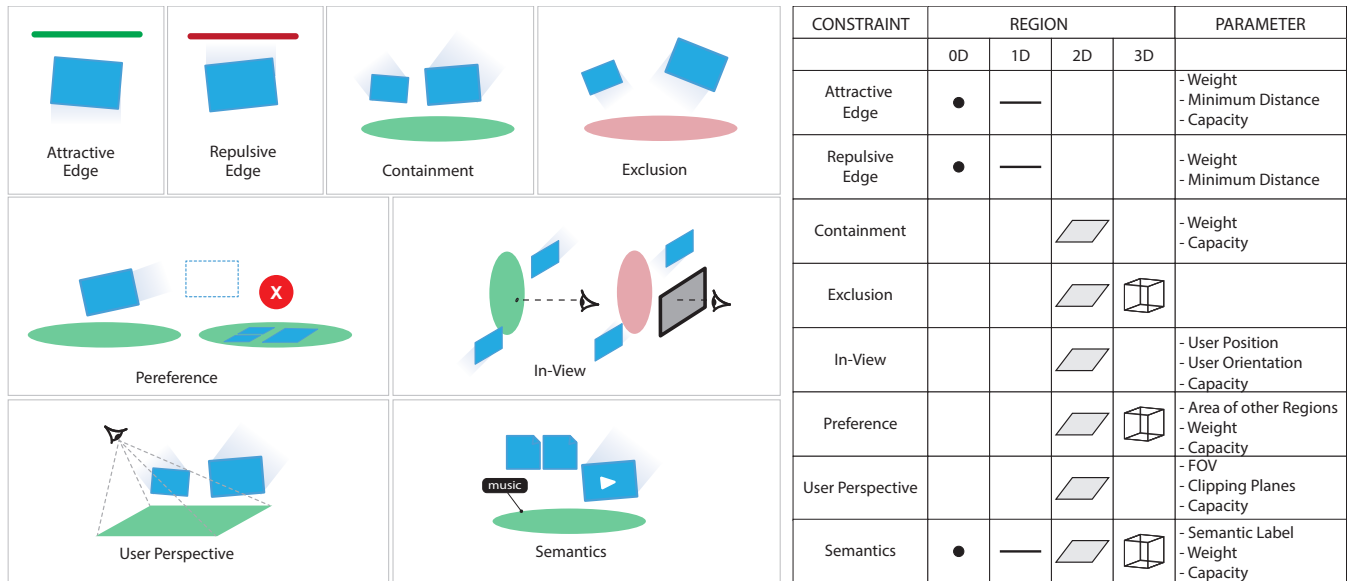 Attractive
Edge
Repulsive
Edge
Containment
Exclusion
X
Pereference
In-View
User Perspective
music
Semantics
CONSTRAINT REGION PARAMETER
0D 1D 2D 3D
Attractive
Edge
- Weight
- Minimum Distance
- Capacity
Repulsive
Edge
- Weight
- Minimum Distance
Containment
- Weight
- Capacity
Exclusion
In-View
- User Position
- User Orientation
- Capacity
Preference
- Area of other Regions
- Weight
- Capacity
User Perspective
- FOV
- Clipping Planes
- Capacity
Semantics
- Semantic Label
- Weight
- Capacity